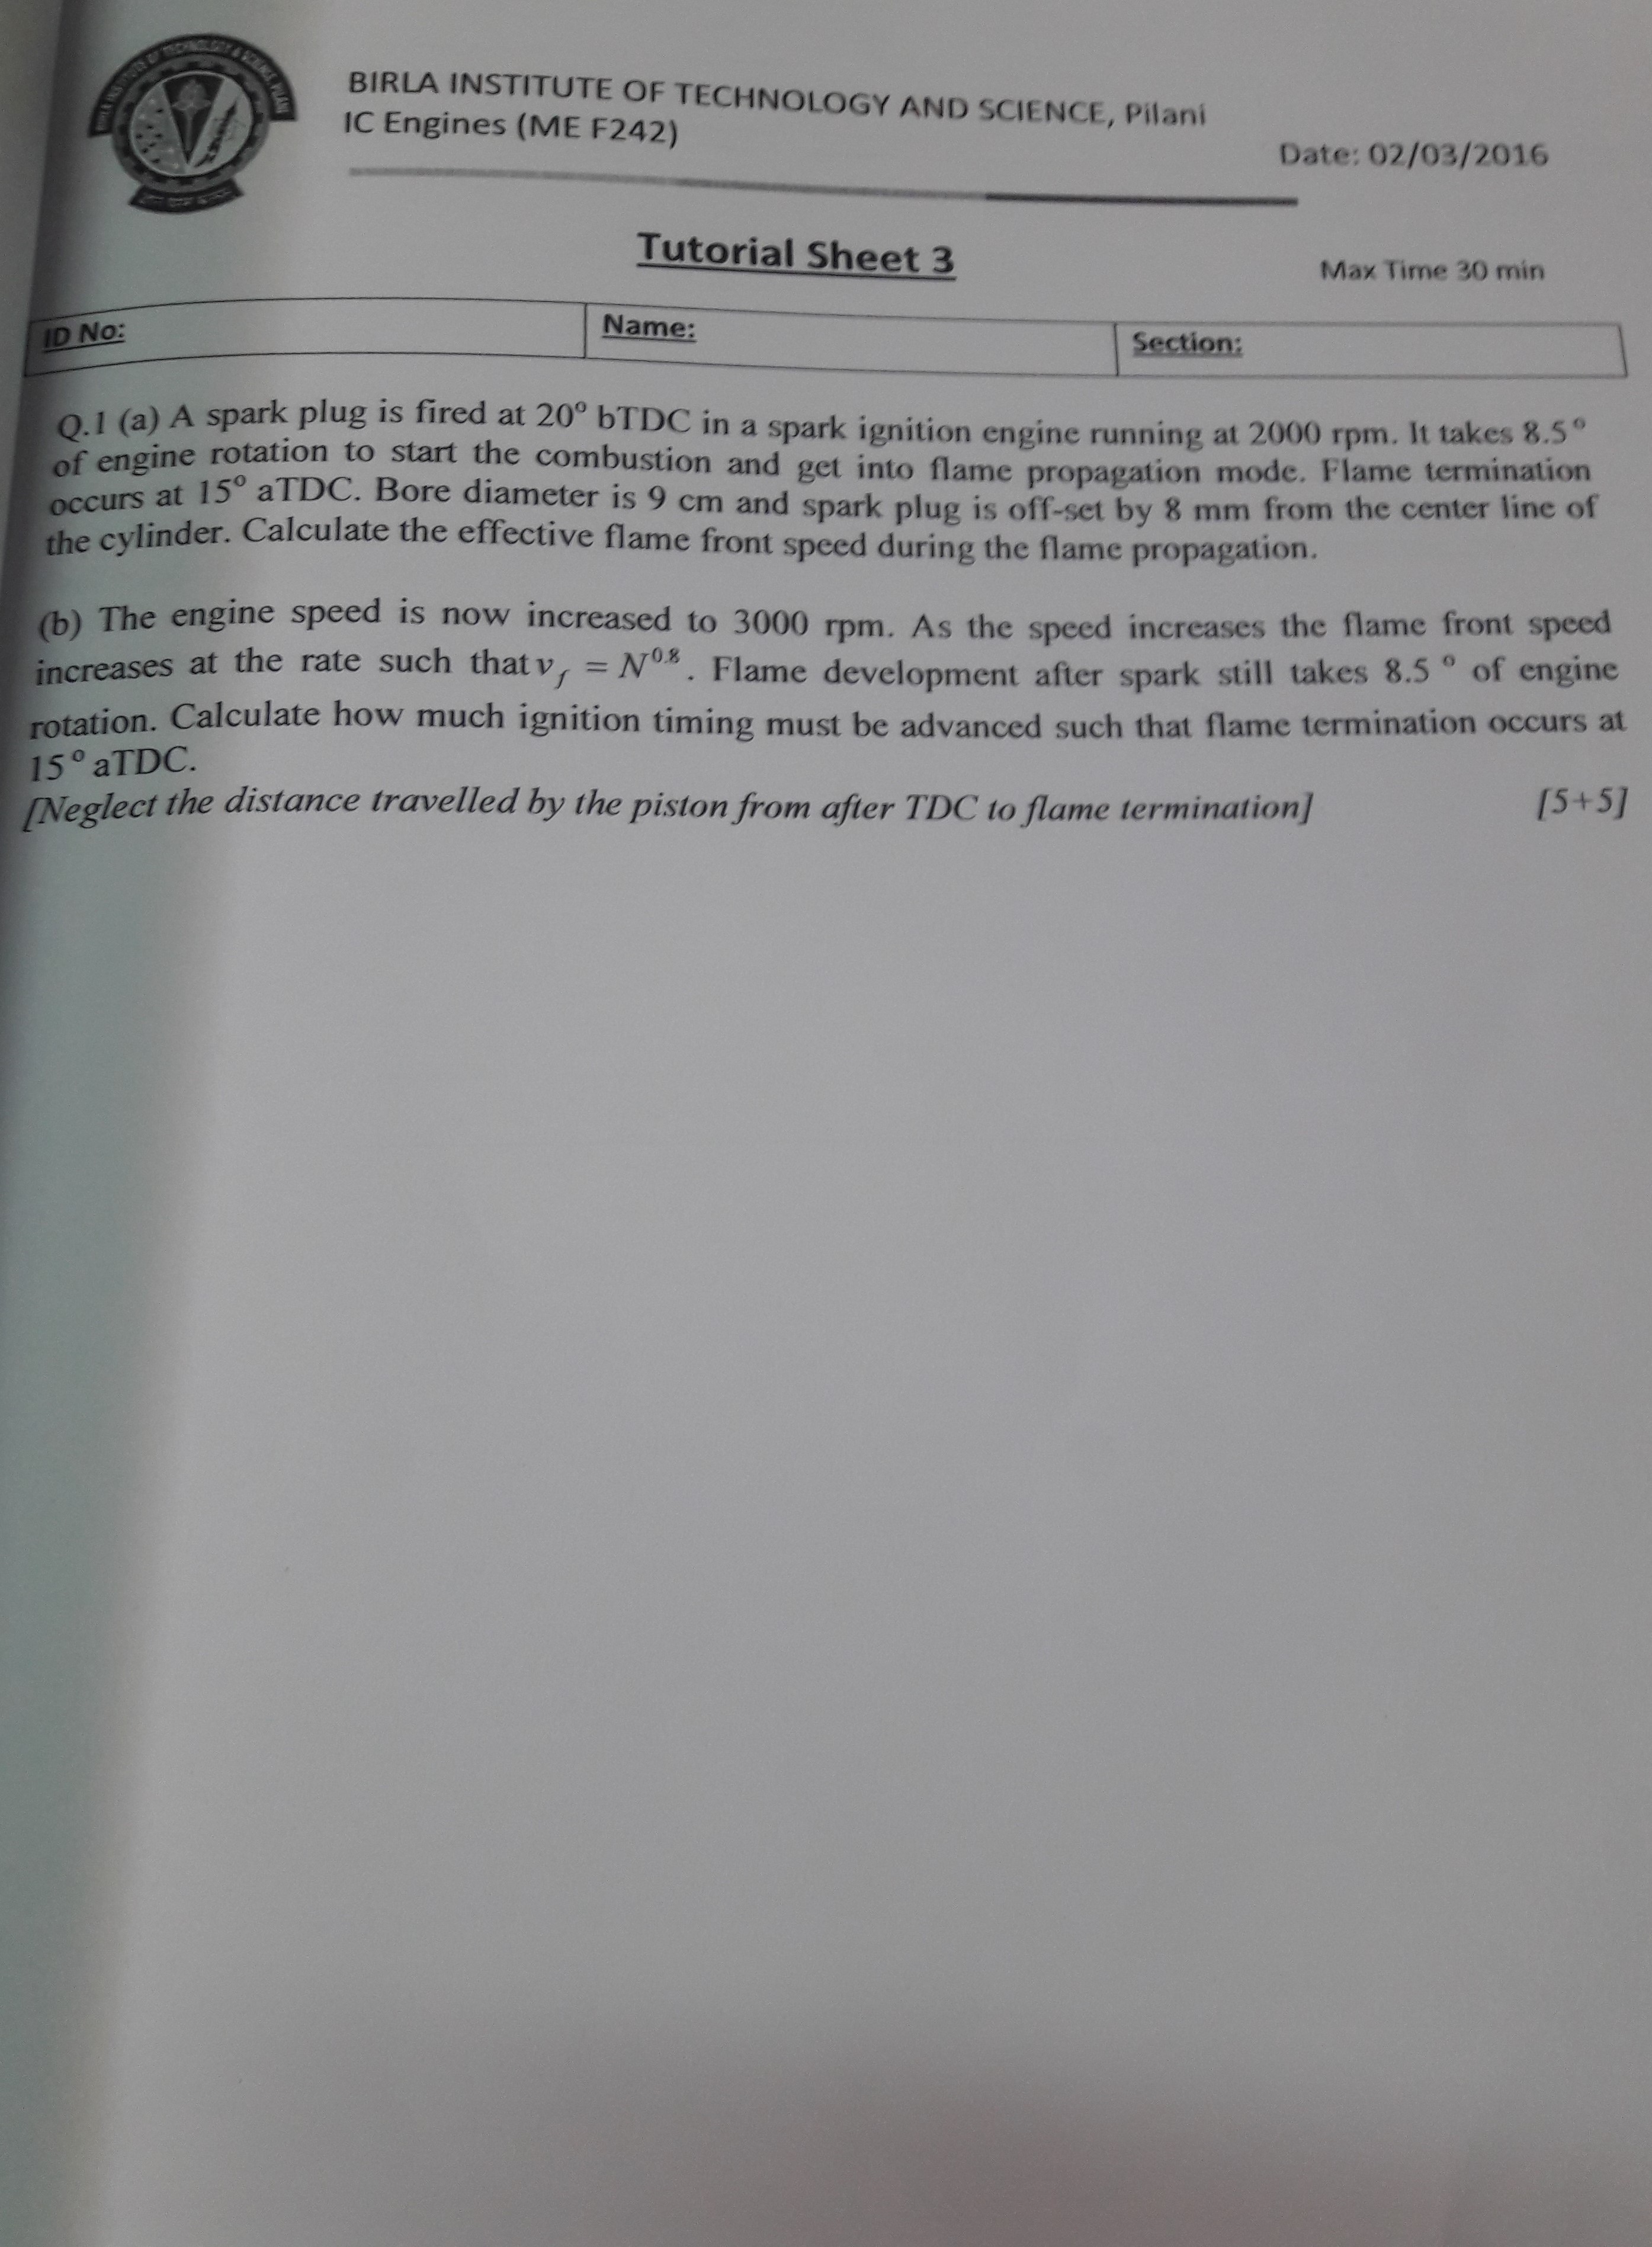 BIRLA INSTITUTE OF TECHNOLOGY & SCIENCE PILANI
BIRLA INSTITUTE OF TECHNOLOGY AND SCIENCE, Pilani
IC Engines (ME F242)
Date: 02/03/2016
Tutorial Sheet 3
Max Time 30 min
ID No:
Name:
Section:
Q.1 (a) A spark plug is fired at 20° bTDC in a spark ignition engine running at 2000 rpm. It takes 8.5°
of engine rotation to start the combustion and get into flame propagation mode. Flame termination
occurs at 15° aTDC. Bore diameter is 9 cm and spark plug is off-set by 8 mm from the center line of
the cylinder. Calculate the effective flame front speed during the flame propagation.
(b) The engine speed is now increased to 3000 rpm. As the speed increases the flame front speed
increases at the rate such that v_f = N^0.8 . Flame development after spark still takes 8.5 ° of engine
rotation. Calculate how much ignition timing must be advanced such that flame termination occurs at
15° aTDC.
[Neglect the distance travelled by the piston from after TDC to flame termination]
[5+5]